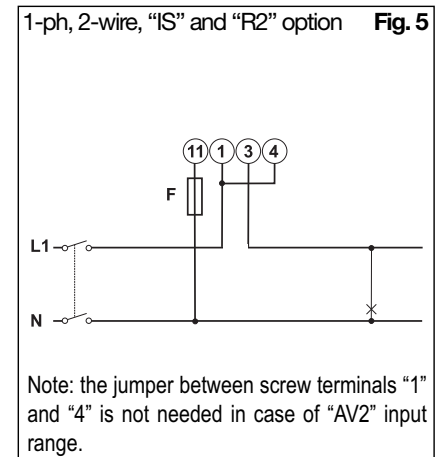 1-ph, 2-wire, “IS” and “R2” option Fig. 5
11 1 3 4
F
L1
N
Note: the jumper between screw terminals “1”
and “4” is not needed in case of “AV2” input
range.